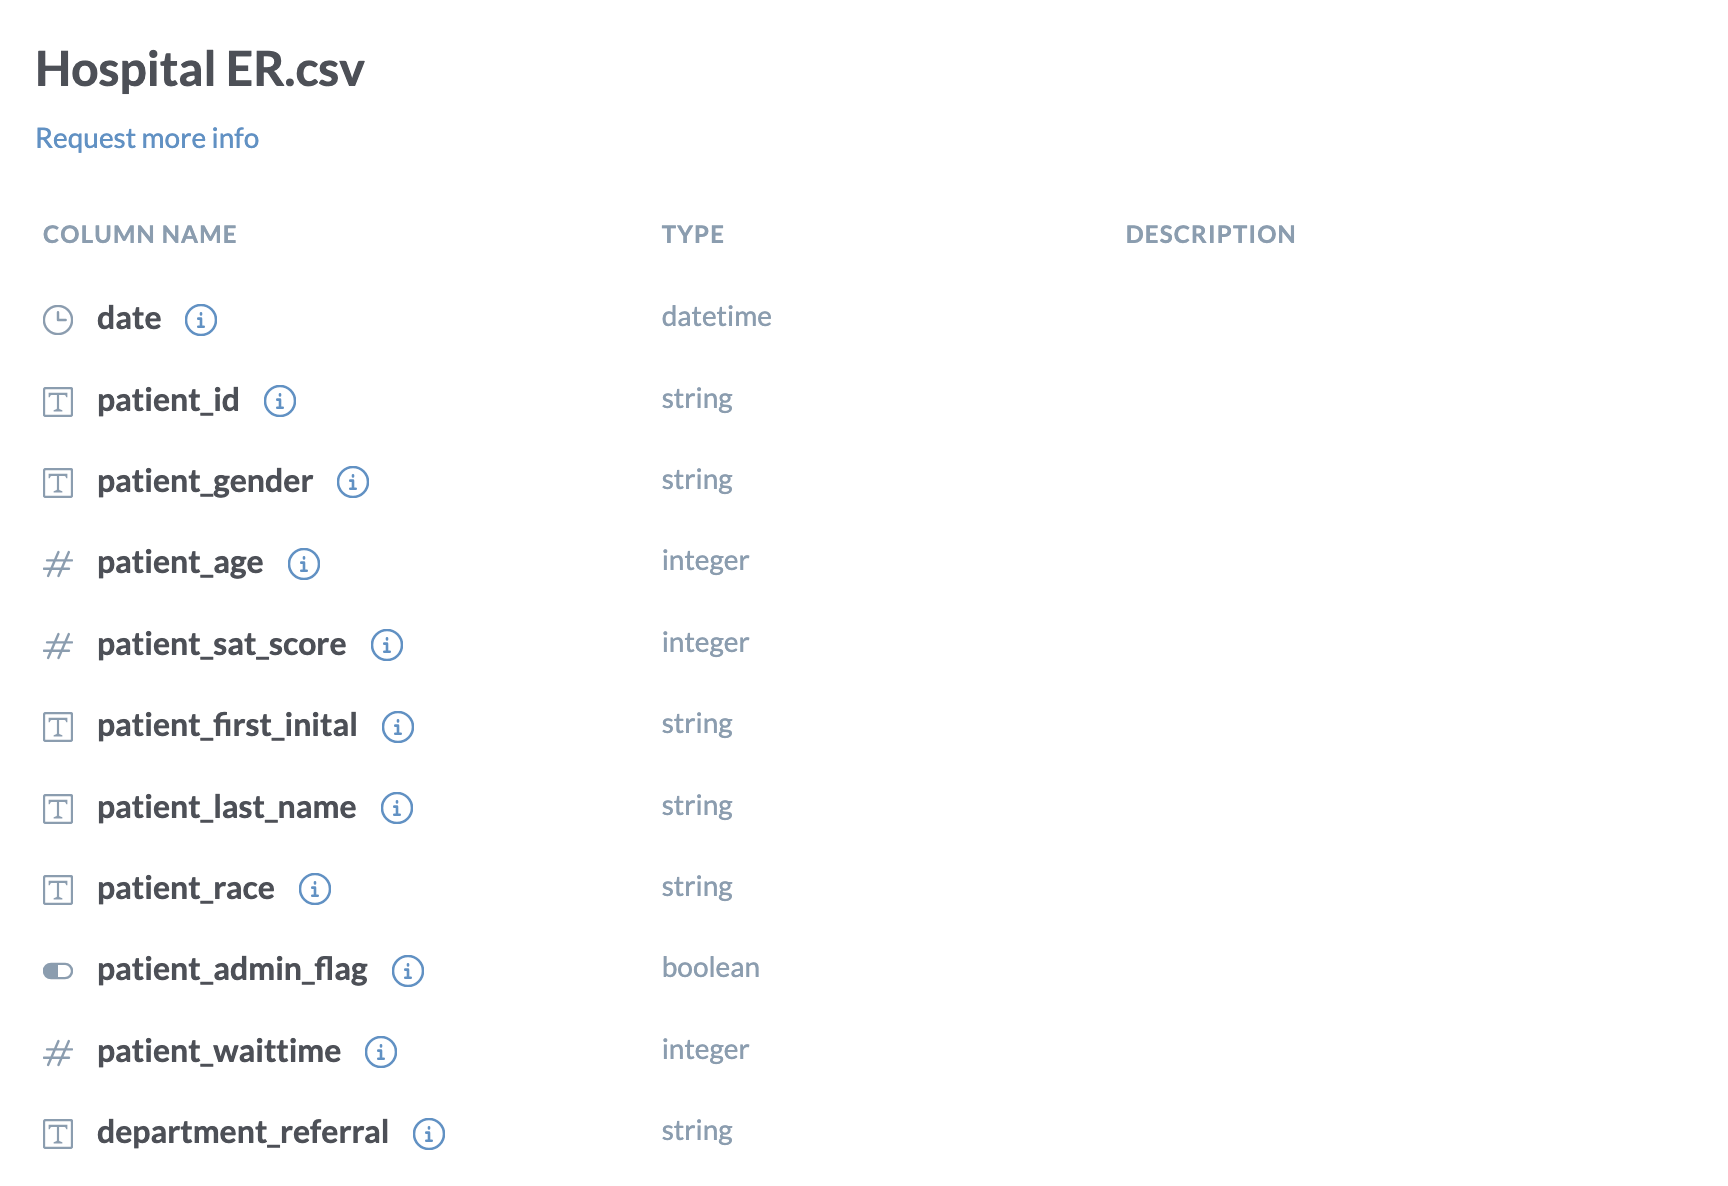 Hospital ER.csv
Request more info
COLUMN NAME TYPE DESCRIPTION
date datetime
patient_id string
patient_gender string
patient_age integer
patient_sat_score integer
patient_first_inital string
patient_last_name string
patient_race string
patient_admin_flag boolean
patient_waittime integer
department_referral string